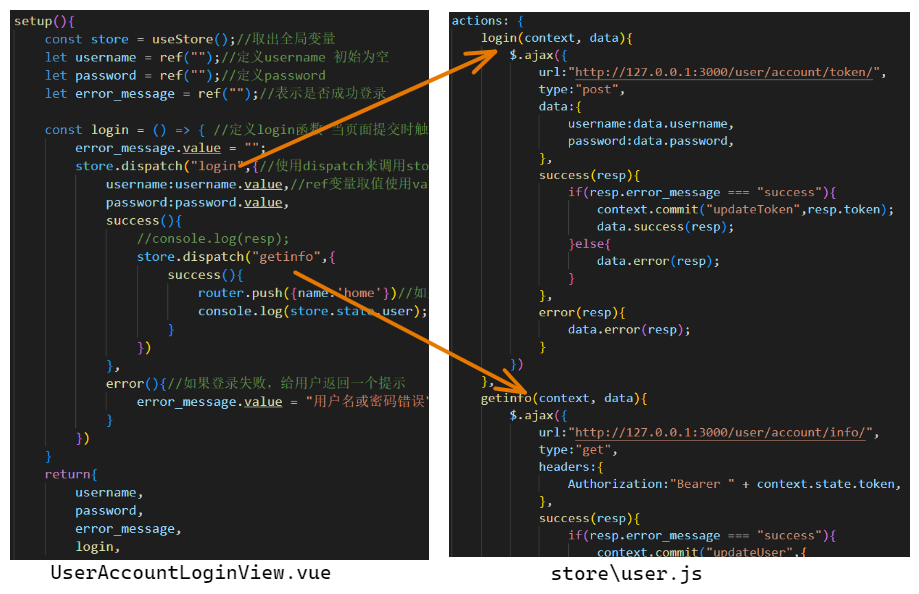 setup(){
const store = useStore();//取出全局变量
let username = ref("");//定义username 初始为空
let password = ref("");//定义password
let error_message = ref("");//表示是否成功登录
const login = () => { //定义login函数 当页面提交时触
error_message.value = "";
store.dispatch("login",{//使用dispatch来调用sto
username:username.value,//ref变量取值使用va
password:password.value,
success(){
//console.log(resp);
store.dispatch("getinfo",{
success(){
router.push({name:'home'})//如
console.log(store.state.user);
}
})
},
error(){//如果登录失败，给用户返回一个提示
error_message.value = "用户名或密码错误"
}
})
}
return{
username,
password,
error_message,
login,
UserAccountLoginView.vue
actions: {
login(context, data){
$.ajax({
url:"http://127.0.0.1:3000/user/account/token/",
type:"post",
data:{
username:data.username,
password:data.password,
},
success(resp){
if(resp.error_message === "success"){
context.commit("updateToken",resp.token);
data.success(resp);
}else{
data.error(resp);
}
},
error(resp){
data.error(resp);
}
})
},
getinfo(context, data){
$.ajax({
url:"http://127.0.0.1:3000/user/account/info/",
type:"get",
headers:{
Authorization:"Bearer " + context.state.token,
},
success(resp){
if(resp.error_message === "success"){
context.commit("updateUser",{
store\user.js